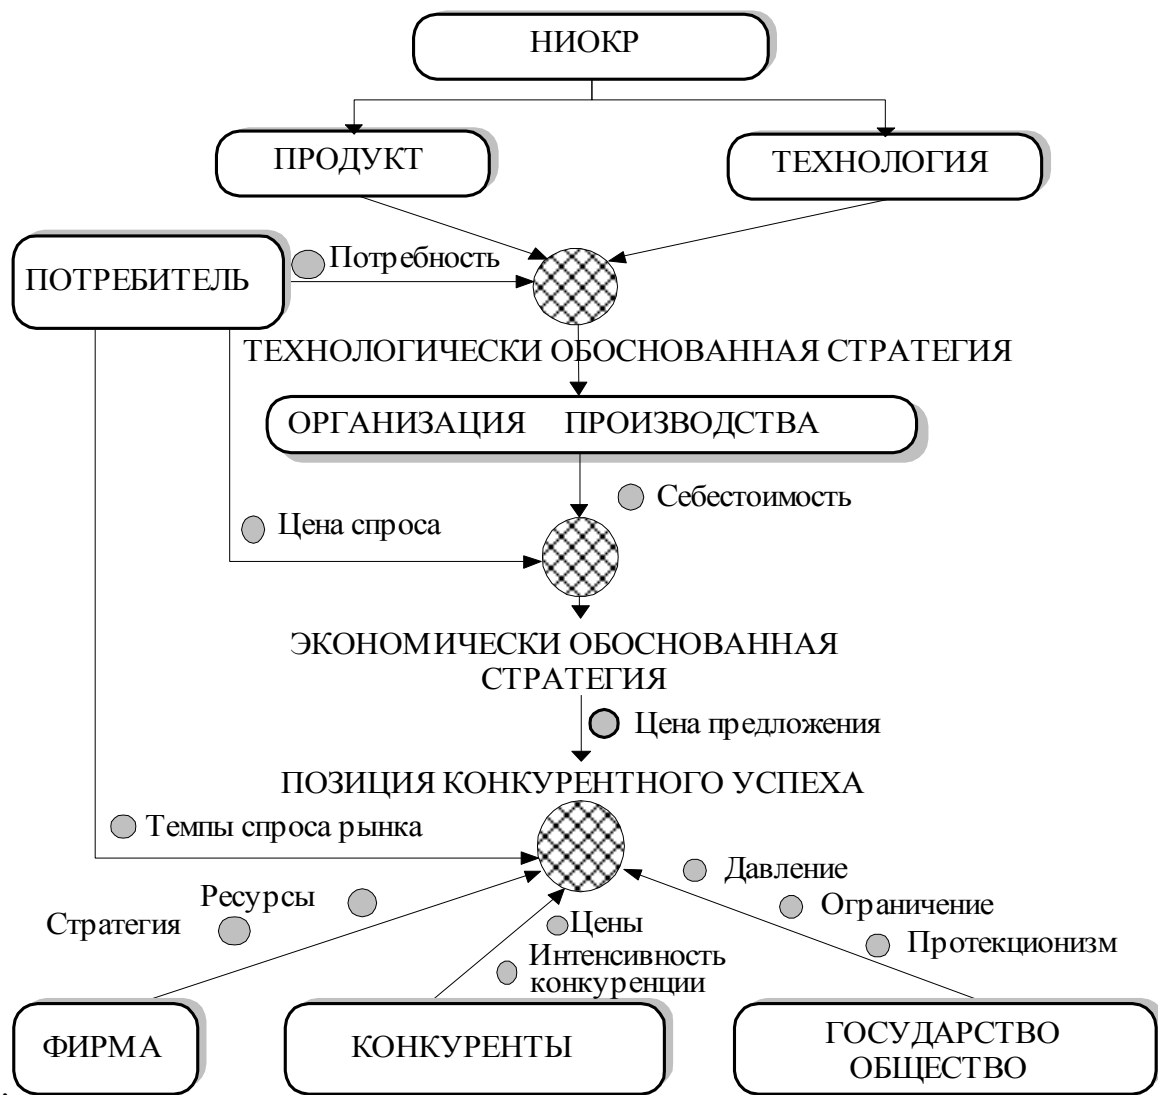 НИОКР
ПРОДУКТ
ТЕХНОЛОГИЯ
ПОТРЕБИТЕЛЬ
Потребность
ТЕХНОЛОГИЧЕСКИ ОБОСНОВАННАЯ СТРАТЕГИЯ
ОРГАНИЗАЦИЯ ПРОИЗВОДСТВА
Себестоимость
Цена спроса
ЭКОНОМИЧЕСКИ ОБОСНОВАННАЯ
СТРАТЕГИЯ
Цена предложения
ПОЗИЦИЯ КОНКУРЕНТНОГО УСПЕХА
Темпы спроса рынка
Давление
Ресурсы
Ограничение
Стратегия
Цены
Протекционизм
Интенсивность
конкуренции
ФИРМА
КОНКУРЕНТЫ
ГОСУДАРСТВО
ОБЩЕСТВО
.